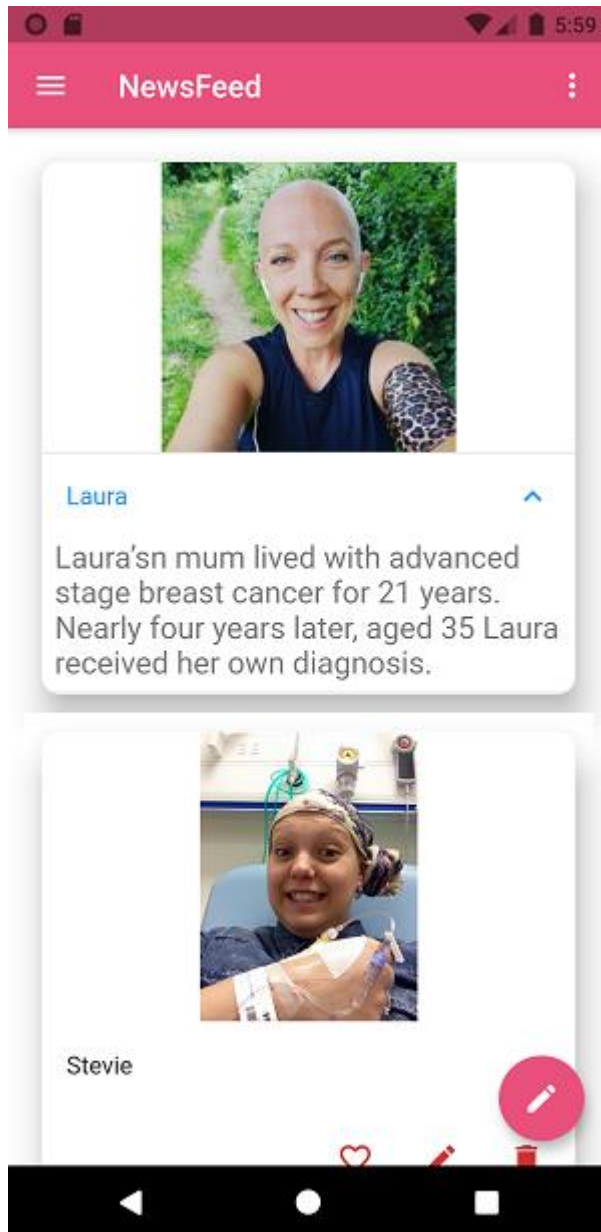 5:59
NewsFeed
Laura
Laura’sn mum lived with advanced
stage breast cancer for 21 years.
Nearly four years later, aged 35 Laura
received her own diagnosis.
Stevie